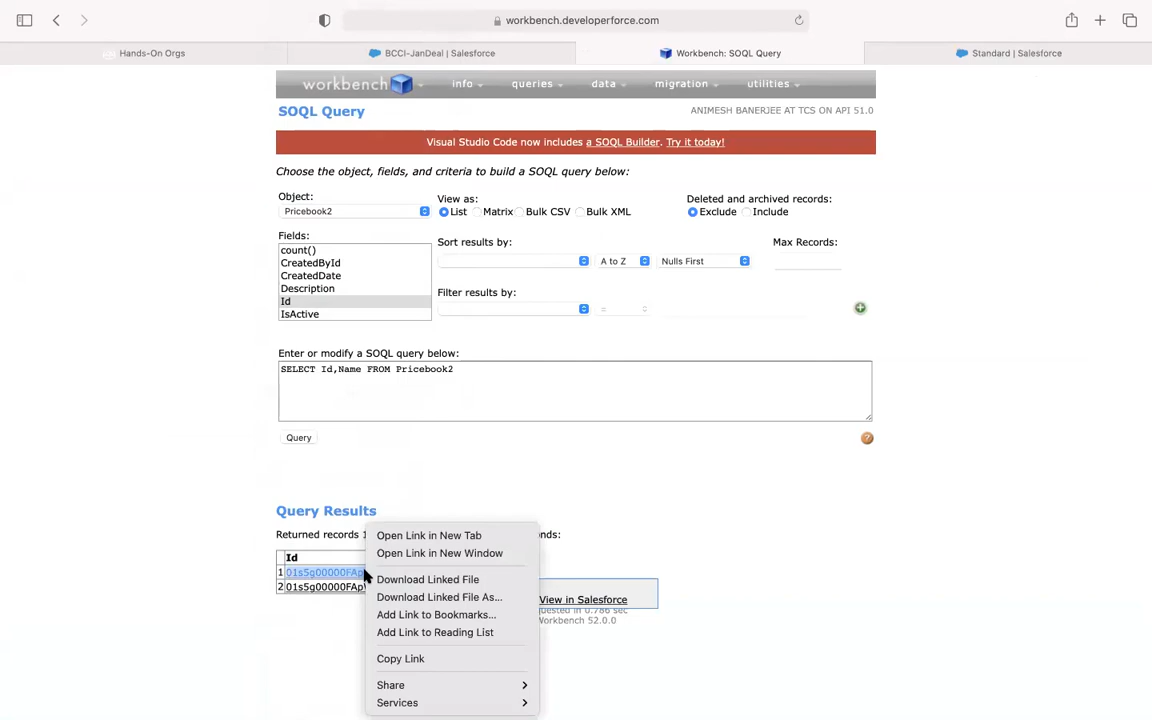 workbench.developerforce.com
Hands-On Orgs
BCCI-JanDeal | Salesforce
Workbench: SOQL Query
Standard | Salesforce
workbench
info
queries
data
migration
utilities
SOQL Query
ANIMESH BANERJEE AT TCS ON API 51.0
Visual Studio Code now includes a SOQL Builder. Try it today!
Choose the object, fields, and criteria to build a SOQL query below:
Object:
View as:
Deleted and archived records:
Pricebook2
List Matrix Bulk CSV Bulk XML
Exclude Include
Fields:
Sort results by:
Max Records:
count()
CreatedById
CreatedDate
Description
Id
IsActive
A to Z
Nulls First
Filter results by:
=
Enter or modify a SOQL query below:
SELECT Id,Name FROM Pricebook2
Query
?
Query Results
Returned records
Id
1
2
View in Salesforce
0.786 sec
52.0.0
Open Link in New Tab
Open Link in New Window
Download Linked File
Download Linked File As...
Add Link to Bookmarks...
Add Link to Reading List
Copy Link
Share
Services